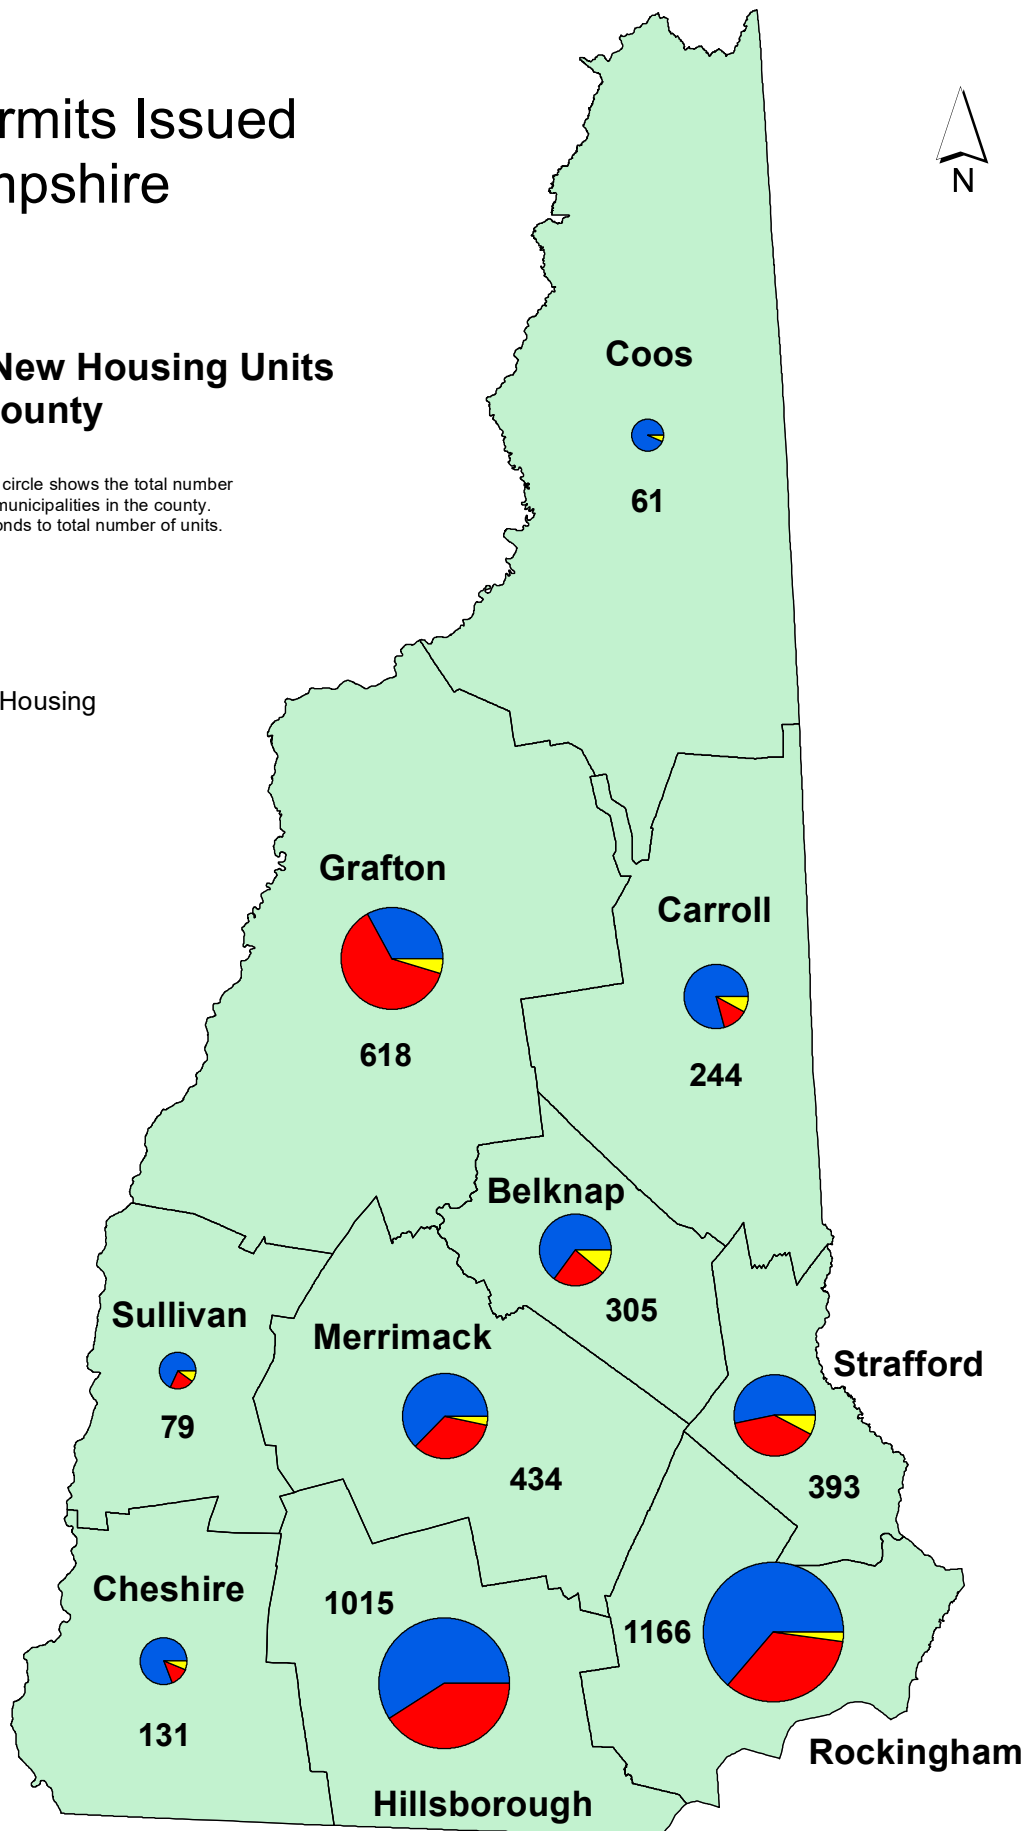 rmits Issued
mpshire
N
New Housing Units
ounty
circle shows the total number
municipalities in the county.
onds to total number of units.
Housing
Coos
61
Grafton
618
Carroll
244
Belknap
305
Sullivan
79
Merrimack
434
Strafford
393
Cheshire
131
1015
Hillsborough
1166
Rockingham